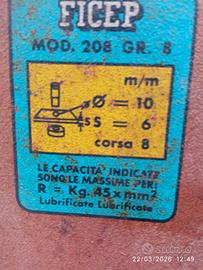 FICEP
MOD. 208 GR. 8
m/m
Ø = 10
S S = 6
corsa 8
LE CAPACITA' INDICATE
SONO LE MASSIME PER:
R = Kg. 45 x mm²
Lubrificate Lubrificate
22/03/2026 12:49